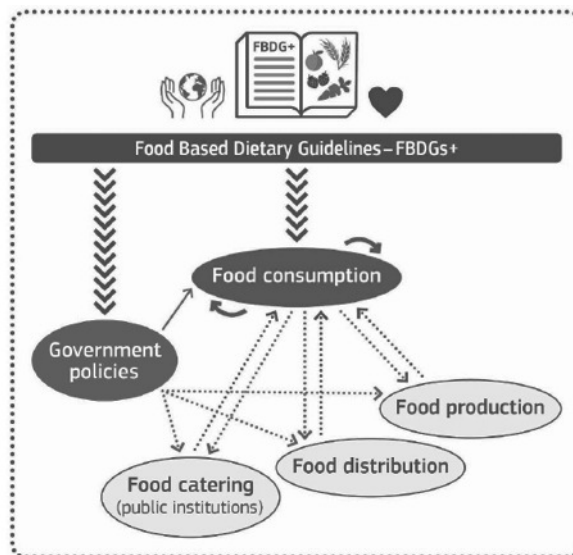 FBDG+
Food Based Dietary Guidelines – FBDGs+
Food consumption
Government
policies
Food production
Food distribution
Food catering
(public institutions)